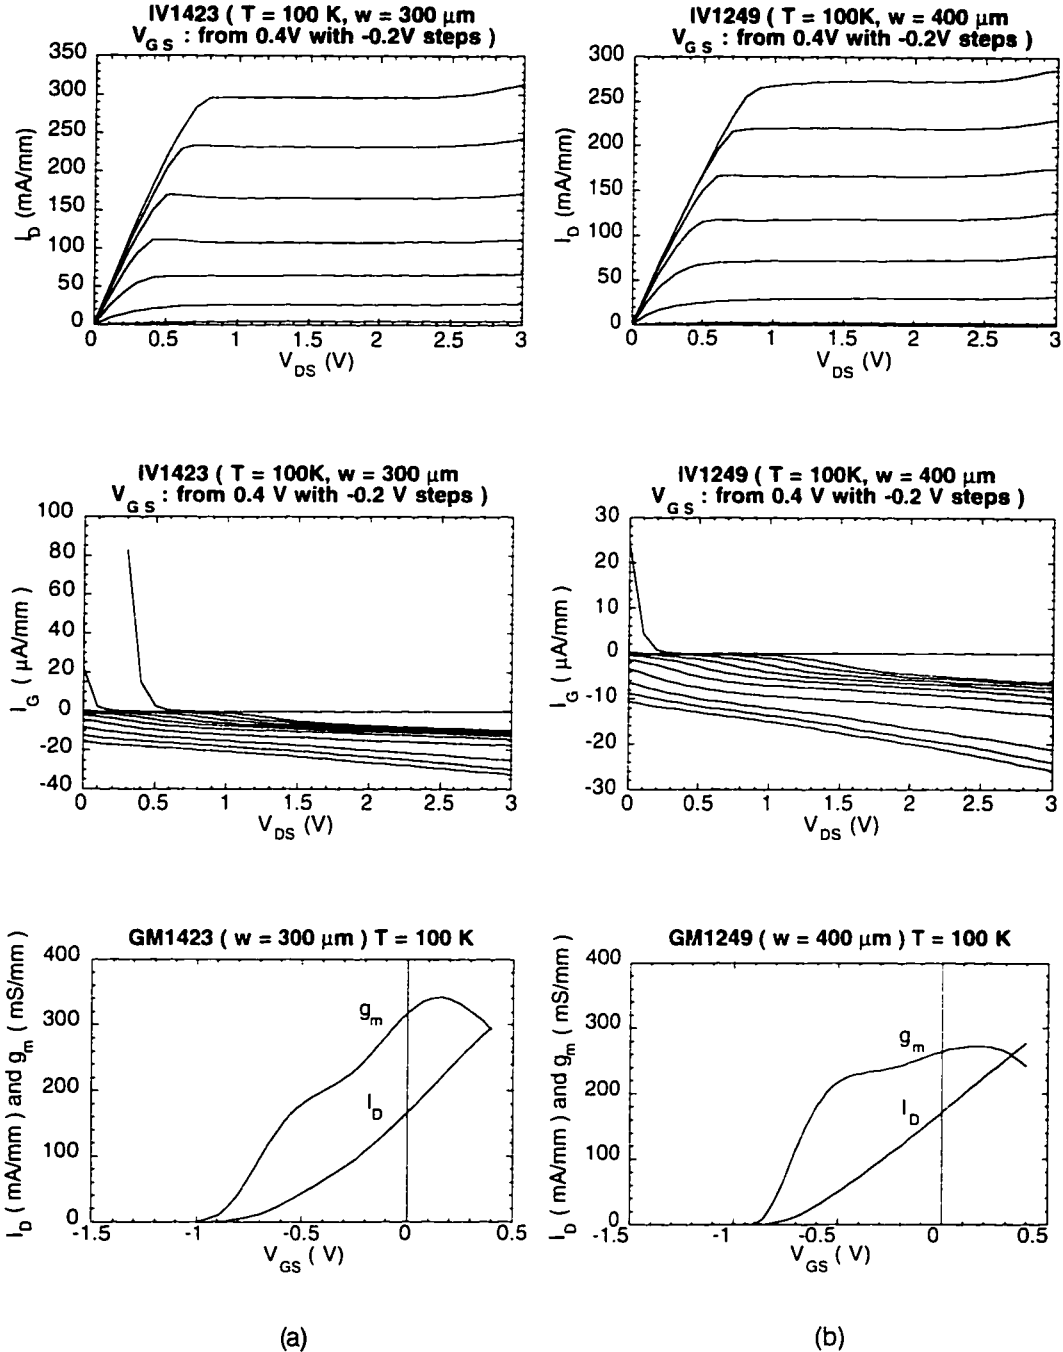 IV1423 ( T = 100 K, w = 300 μm
V_GS : from 0.4V with -0.2V steps )
350
300
250
200
150
100
50
0
I_D (mA/mm)
0 0.5 1 1.5 2 2.5 3
V_DS (V)
IV1249 ( T = 100K, w = 400 μm
V_GS : from 0.4V with -0.2V steps )
300
250
200
150
100
50
0
I_D (mA/mm)
0 0.5 1 1.5 2 2.5 3
V_DS (V)
IV1423 ( T = 100K, w = 300 μm
V_GS : from 0.4 V with -0.2 V steps )
100
80
60
40
20
0
-20
-40
I_G ( μA/mm )
0 0.5 1 1.5 2 2.5 3
V_DS (V)
IV1249 ( T = 100K, w = 400 μm
V_GS : from 0.4 V with -0.2 V steps )
30
20
10
0
-10
-20
-30
I_G ( μA/mm )
0 0.5 1 1.5 2 2.5 3
V_DS (V)
GM1423 ( w = 300 μm ) T = 100 K
400
300
200
100
0
I_D ( mA/mm ) and g_m ( mS/mm )
g_m
I_D
-1.5 -1 -0.5 0 0.5
V_GS ( V)
GM1249 ( w = 400 μm ) T = 100 K
400
300
200
100
0
I_D ( mA/mm ) and g_m ( mS/mm )
g_m
I_D
-1.5 -1 -0.5 0 0.5
V_GS ( V)
(a)
(b)